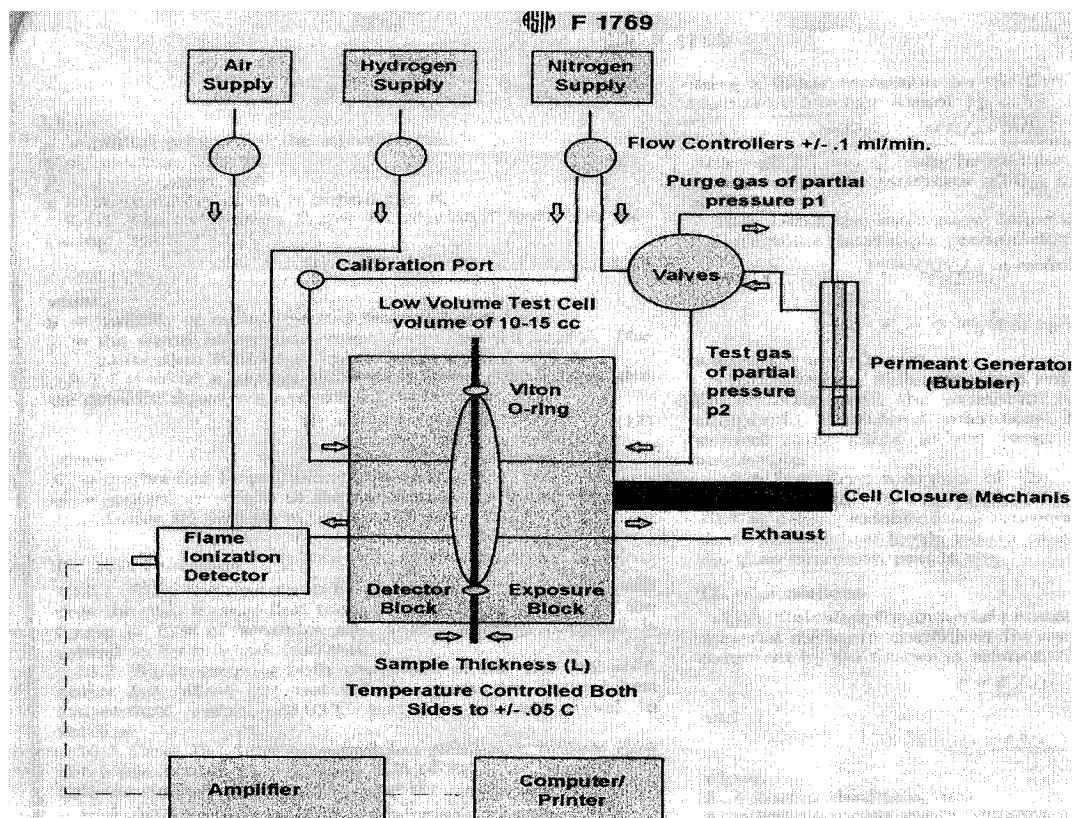 ASTM F 1769
Air
Supply
Hydrogen
Supply
Nitrogen
Supply
Flow Controllers +/- .1 ml/min.
Purge gas of partial
pressure p1
Calibration Port
Valves
Low Volume Test Cell
volume of 10-15 cc
Test gas
of partial
pressure
p2
Permeant Generator
(Bubbler)
Viton
O-ring
Cell Closure Mechanis
Exhaust
Flame
Ionization
Detector
Detector
Block
Exposure
Block
Sample Thickness (L)
Temperature Controlled Both
Sides to +/- .05 C
Amplifier
Computer/
Printer